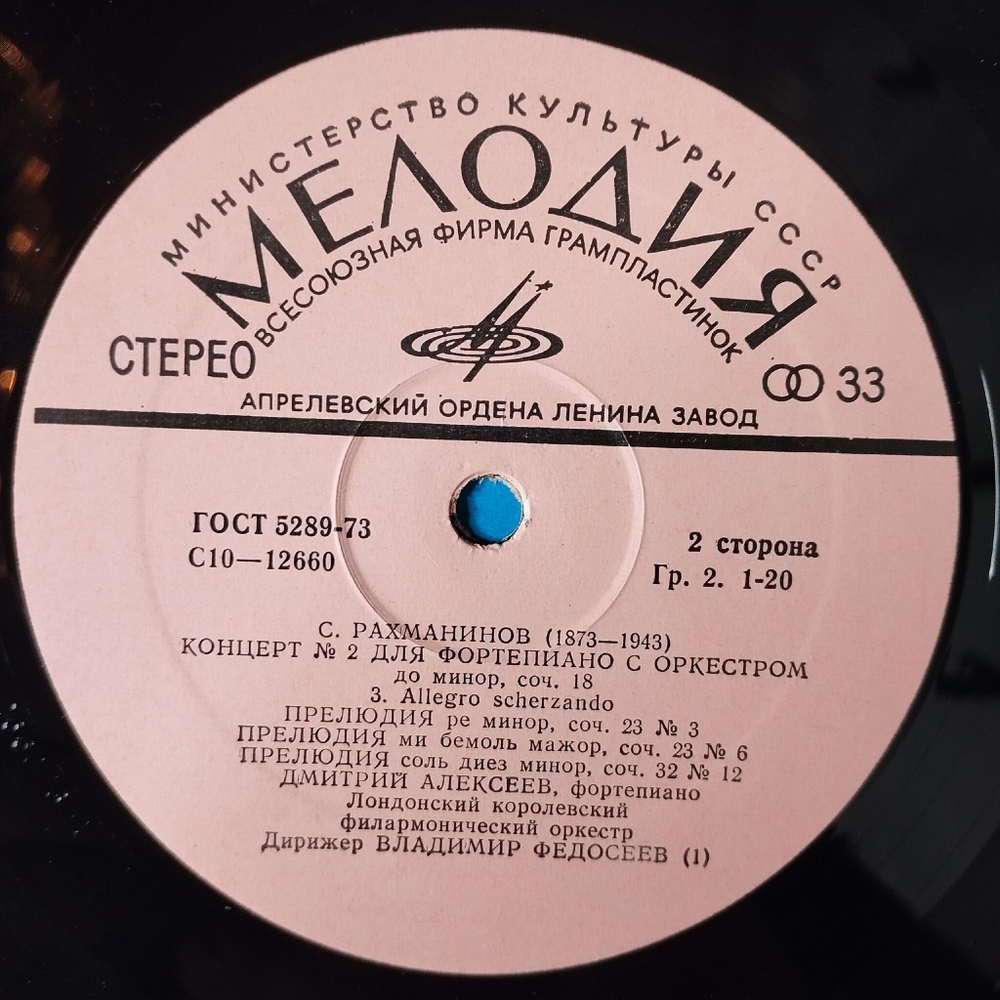 МИНИСТЕРСТВО КУЛЬТУРЫ СССР
МЕЛОДИЯ
ВСЕСОЮЗНАЯ ФИРМА ГРАМПЛАСТИНОК
СТЕРЕО
33
АПРЕЛЕВСКИЙ ОРДЕНА ЛЕНИНА ЗАВОД
ГОСТ 5289-73
С10—12660
2 сторона
Гр. 2. 1-20
С. РАХМАНИНОВ (1873—1943)
КОНЦЕРТ № 2 ДЛЯ ФОРТЕПИАНО С ОРКЕСТРОМ
до минор, соч. 18
3. Allegro scherzando
ПРЕЛЮДИЯ ре минор, соч. 23 № 3
ПРЕЛЮДИЯ ми бемоль мажор, соч. 23 № 6
ПРЕЛЮДИЯ соль диез минор, соч. 32 № 12
ДМИТРИЙ АЛЕКСЕЕВ, фортепиано
Лондонский королевский
филармонический оркестр
Дирижер ВЛАДИМИР ФЕДОСЕЕВ (1)